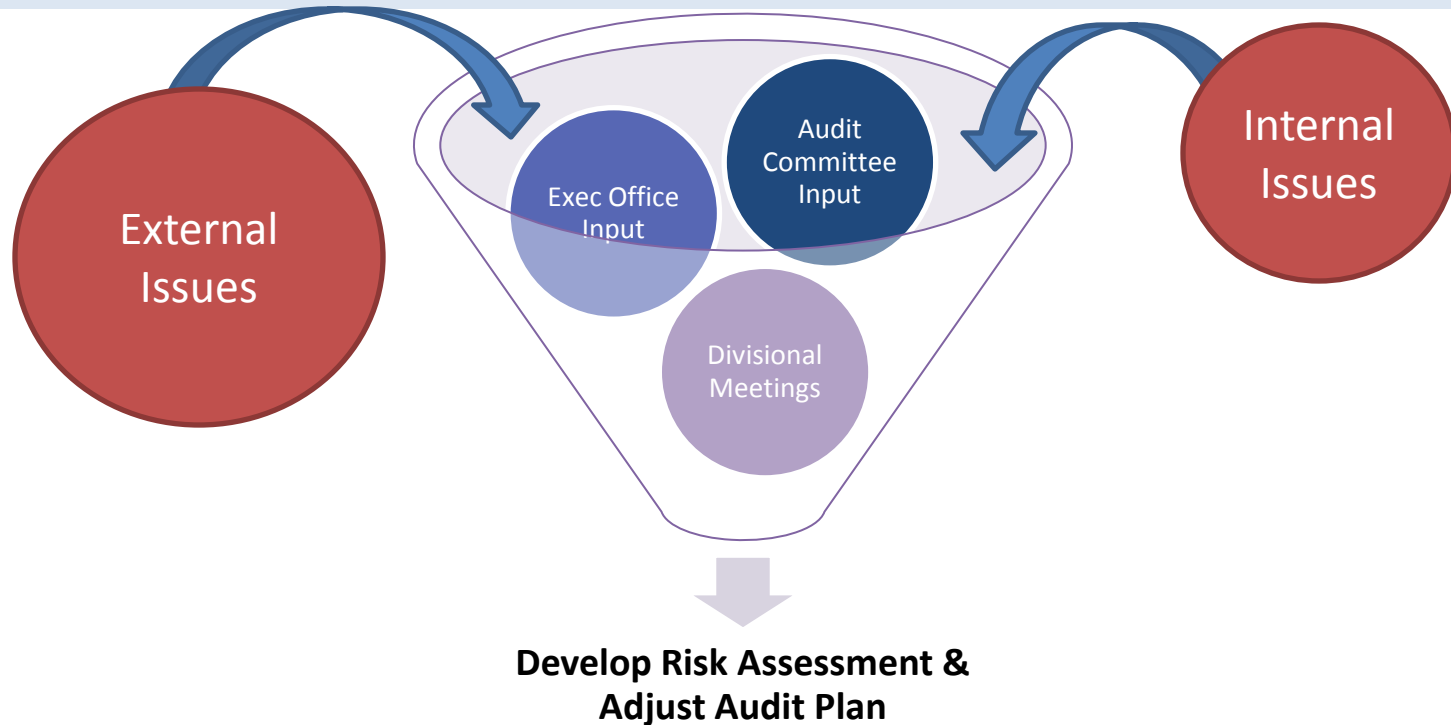 External
Issues
Exec Office
Input
Audit
Committee
Input
Internal
Issues
Divisional
Meetings
Develop Risk Assessment &
Adjust Audit Plan